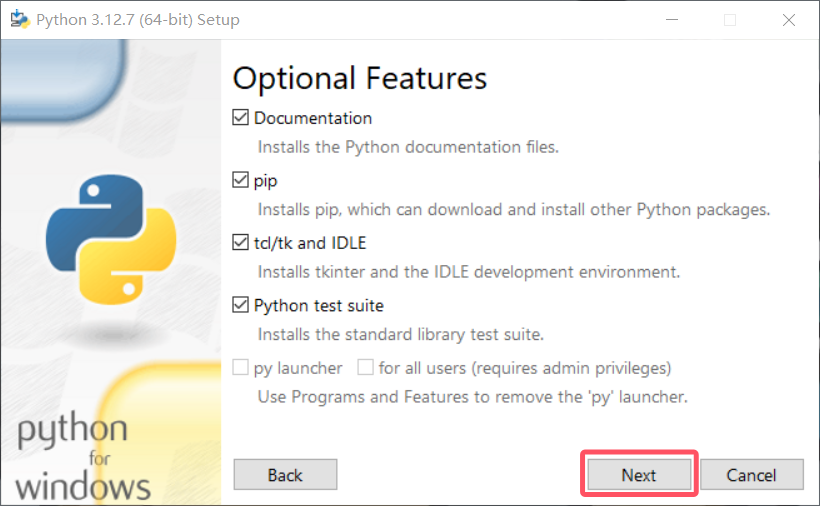 Python 3.12.7 (64-bit) Setup
Optional Features
Documentation
Installs the Python documentation files.
pip
Installs pip, which can download and install other Python packages.
tcl/tk and IDLE
Installs tkinter and the IDLE development environment.
Python test suite
Installs the standard library test suite.
py launcher for all users (requires admin privileges)
Use Programs and Features to remove the 'py' launcher.
python
for
windows
Back Next Cancel